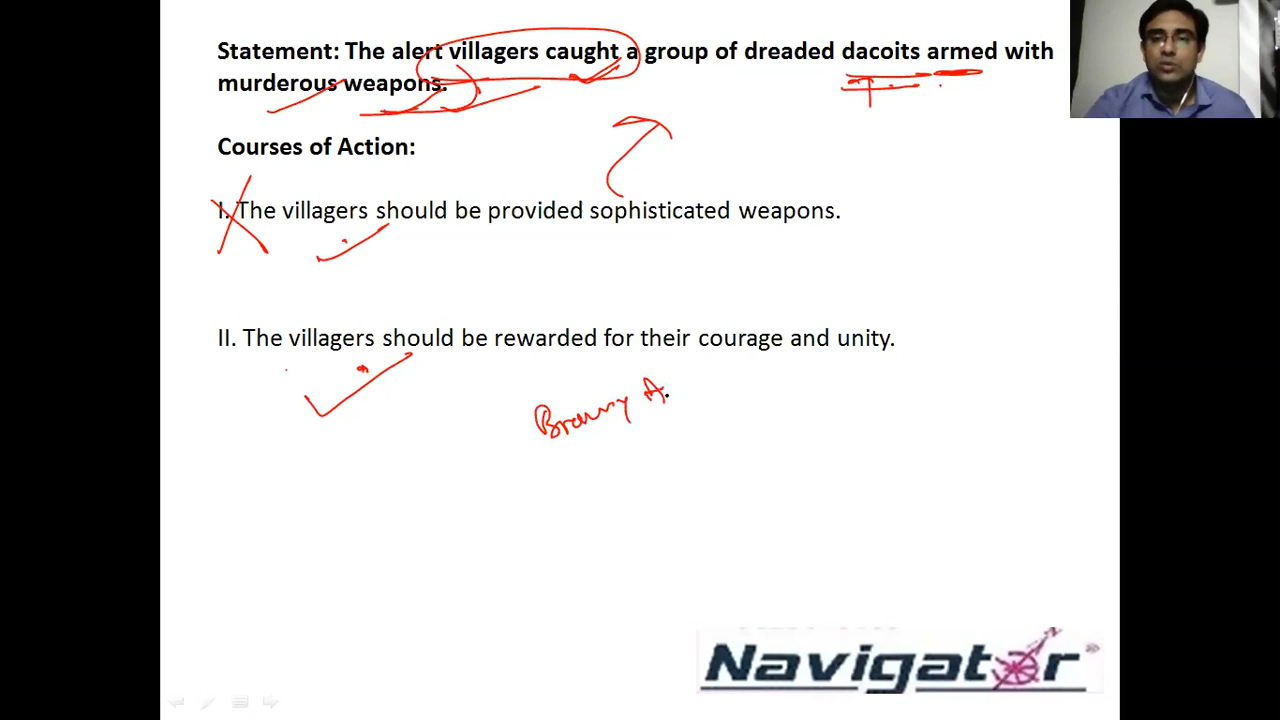 Statement: The alert villagers caught a group of dreaded dacoits armed with
murderous weapons.
Courses of Action:
I. The villagers should be provided sophisticated weapons.
II. The villagers should be rewarded for their courage and unity.
A
Navigator